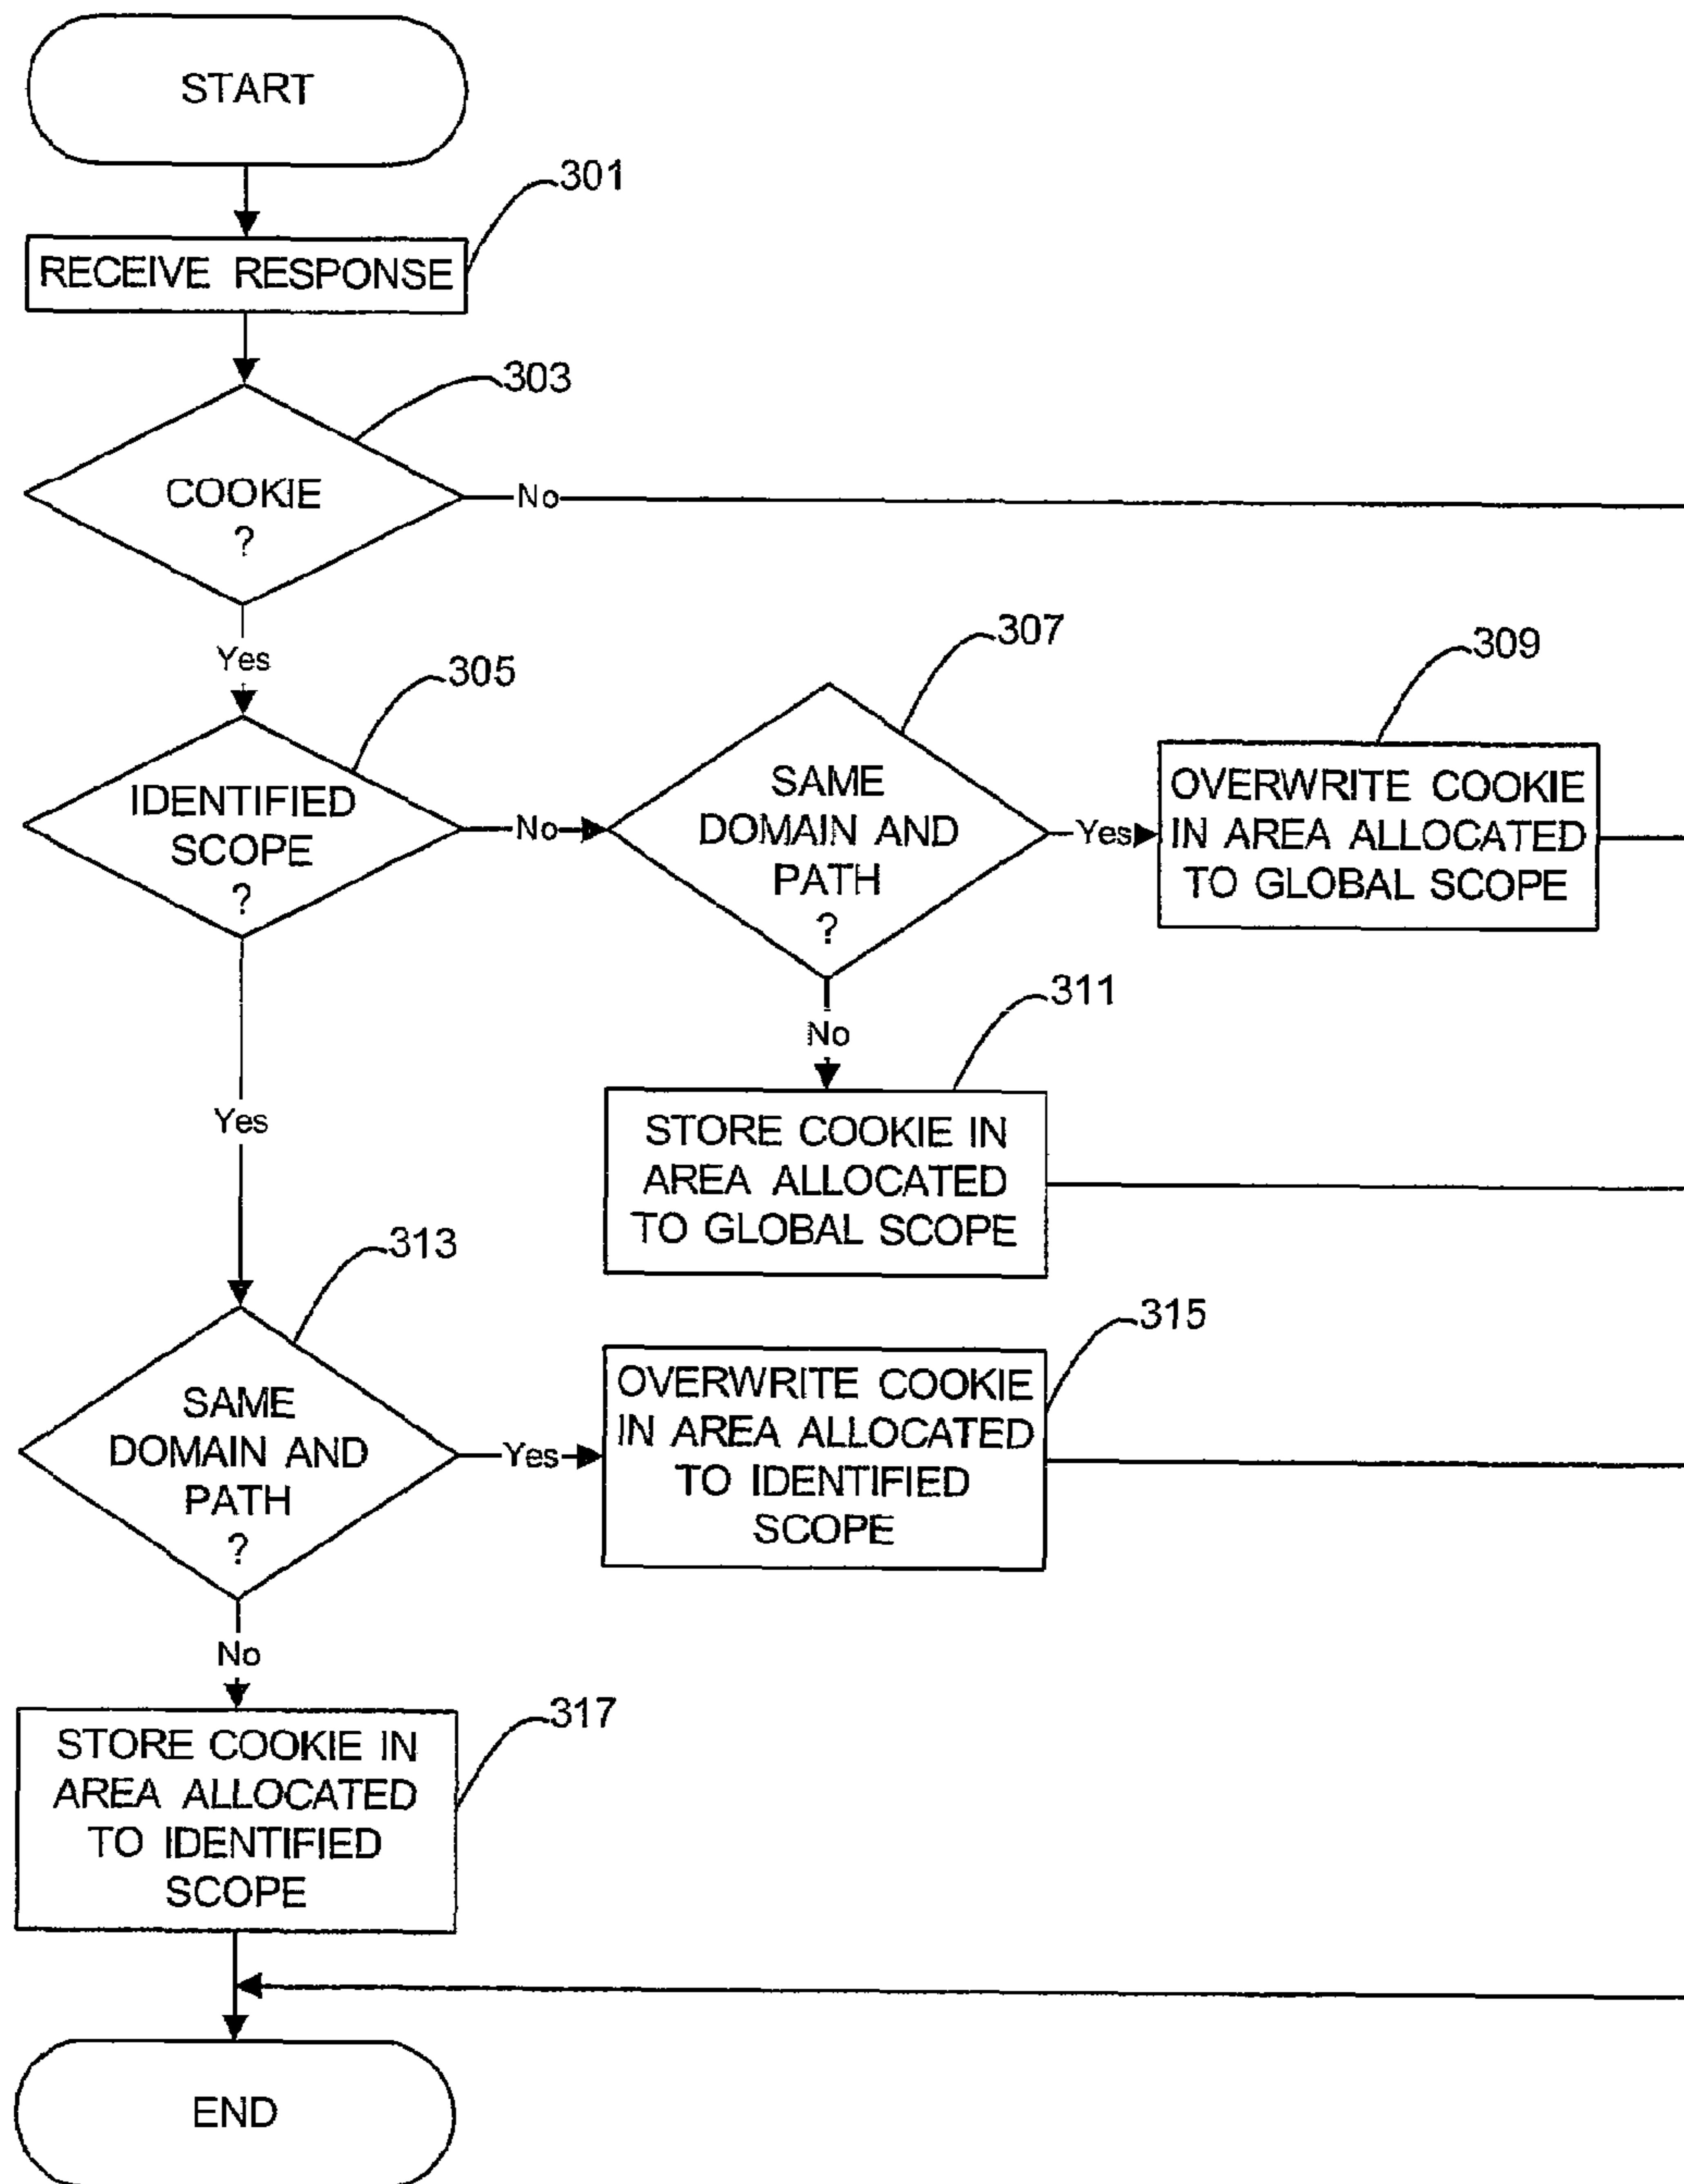 START
301
RECEIVE RESPONSE
303
COOKIE
?
No
Yes
305
IDENTIFIED
SCOPE
?
No
307
SAME
DOMAIN AND
PATH
?
Yes
309
OVERWRITE COOKIE
IN AREA ALLOCATED
TO GLOBAL SCOPE
No
311
STORE COOKIE IN
AREA ALLOCATED
TO GLOBAL SCOPE
Yes
313
SAME
DOMAIN AND
PATH
?
Yes
315
OVERWRITE COOKIE
IN AREA ALLOCATED
TO IDENTIFIED
SCOPE
No
317
STORE COOKIE IN
AREA ALLOCATED
TO IDENTIFIED
SCOPE
END